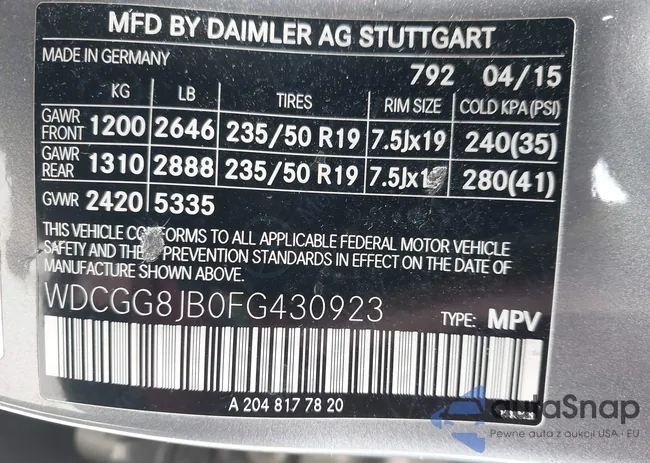 MFD BY DAIMLER AG STUTTGART
MADE IN GERMANY
792 04/15
KG LB TIRES RIM SIZE COLD KPA(PSI)
GAWR FRONT 1200 2646 235/50 R19 7.5Jx19 240(35)
GAWR REAR 1310 2888 235/50 R19 7.5Jx1 280(41)
GVWR 2420 5335
THIS VEHICLE CONFORMS TO ALL APPLICABLE FEDERAL MOTOR VEHICLE
SAFETY AND THE PREVENTION STANDARDS IN EFFECT ON THE DATE OF
MANUFACTURE SHOWN ABOVE.
WDCGG8JB0FG430923
TYPE: MPV
A 204 817 78 20
autaSnap
Pewne auta z aukcji USA - EU